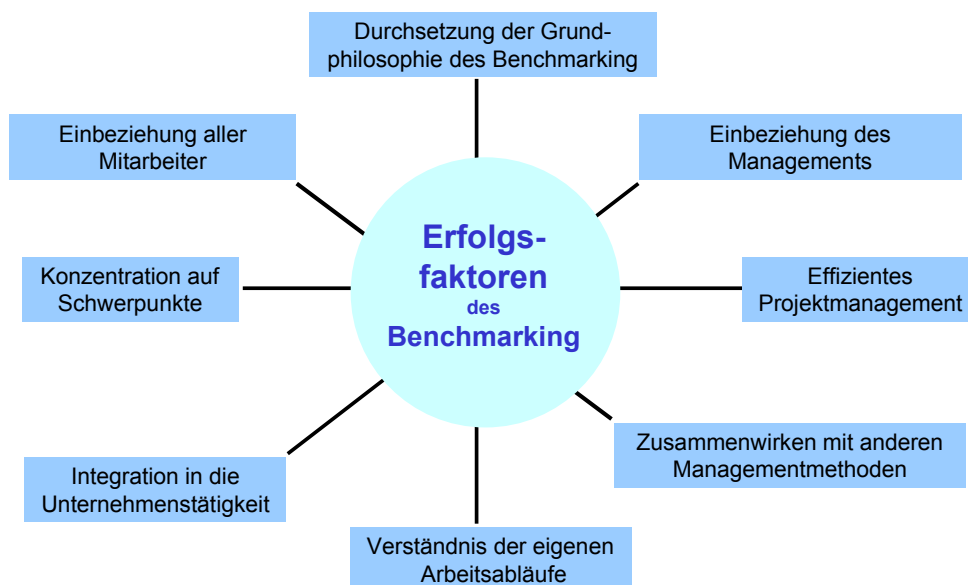 Durchsetzung der Grund-
philosophie des Benchmarking
Einbeziehung aller
Mitarbeiter
Einbeziehung des
Managements
Erfolgs-
faktoren
des
Benchmarking
Konzentration auf
Schwerpunkte
Effizientes
Projektmanagement
Integration in die
Unternehmenstätigkeit
Zusammenwirken mit anderen
Managementmethoden
Verständnis der eigenen
Arbeitsabläufe